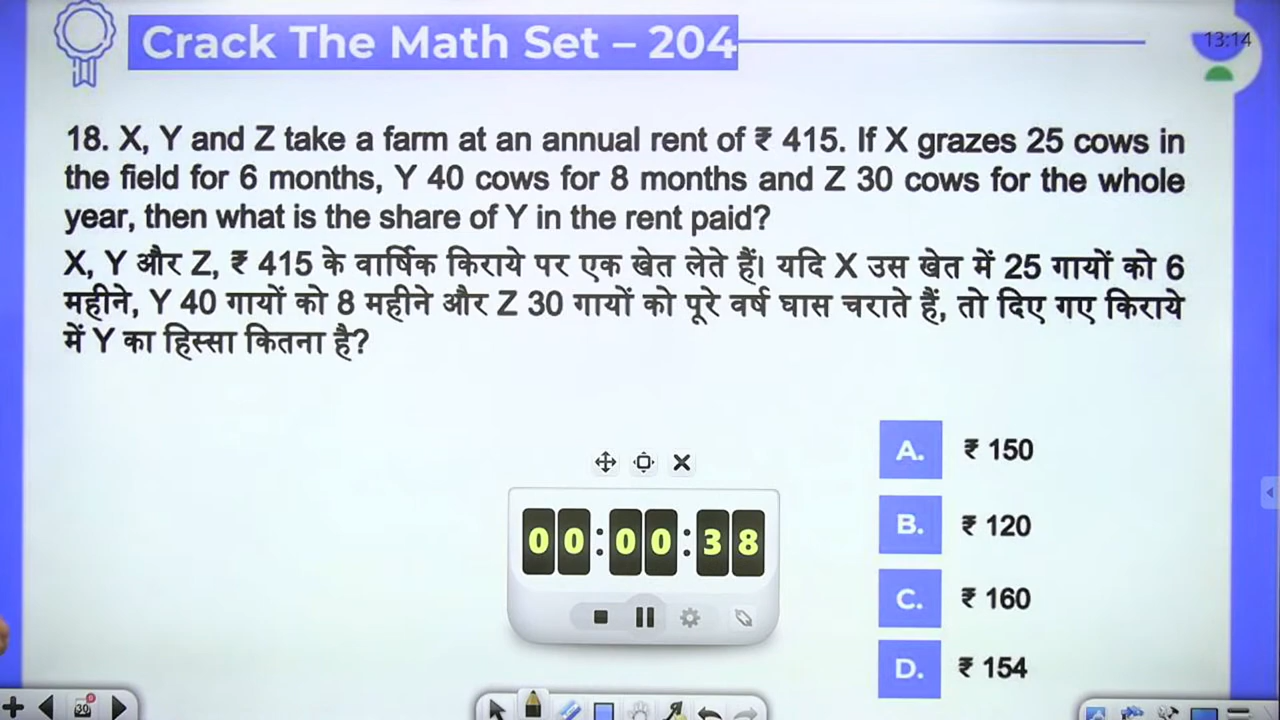 Crack The Math Set – 204
13:14
18. X, Y and Z take a farm at an annual rent of ₹ 415. If X grazes 25 cows in
the field for 6 months, Y 40 cows for 8 months and Z 30 cows for the whole
year, then what is the share of Y in the rent paid?
X, Y और Z, ₹ 415 के वार्षिक किराये पर एक खेत लेते हैं। यदि X उस खेत में 25 गायों को 6
महीने, Y 40 गायों को 8 महीने और Z 30 गायों को पूरे वर्ष घास चराते हैं, तो दिए गए किराये
में Y का हिस्सा कितना है?
A. ₹ 150
B. ₹ 120
C. ₹ 160
D. ₹ 154
00:00:38
30